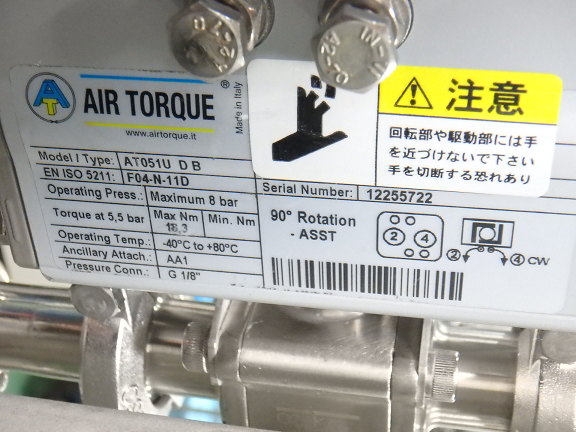 A2-70
AT
AIR TORQUE®
Made in Italy
www.airtorque.it
注意
回転部や駆動部には手
を近づけないで下さい
手を切断する恐れあり
Model / Type: AT051U D B
EN ISO 5211: F04-N-11D
Operating Press.: Maximum 8 bar
Serial Number: 12255722
Torque at 5,5 bar Max Nm Min. Nm
18,3
Operating Temp.: -40°C to +80°C
Ancillary Attach.: AA1
Pressure Conn.: G 1/8"
90° Rotation
- ASST
2 4
2 4 CW